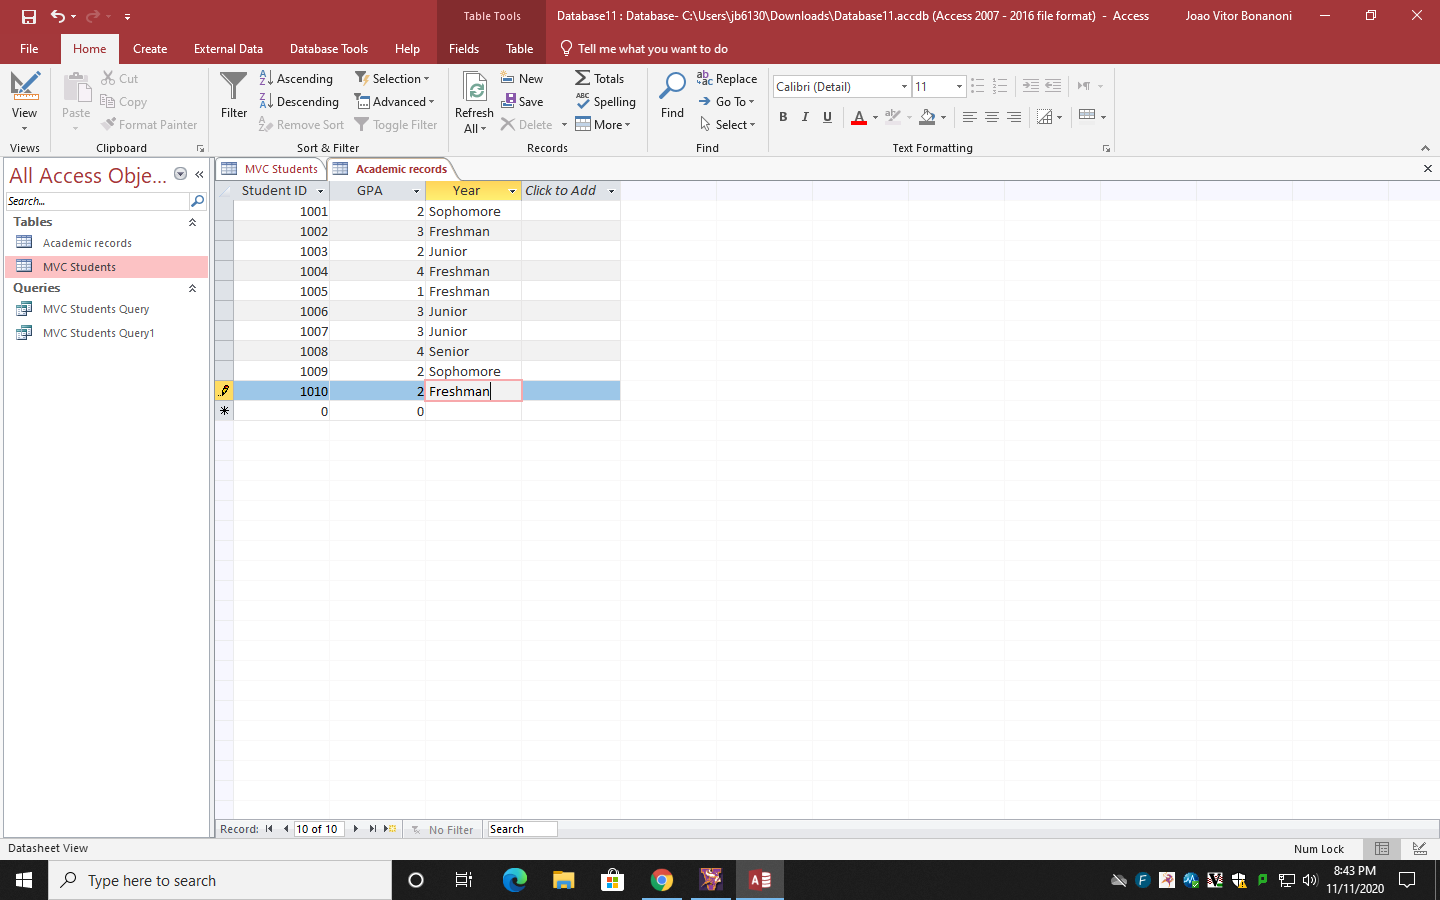 Table Tools
Database11 : Database- C:\Users\jb6130\Downloads\Database11.accdb (Access 2007 - 2016 file format) - Access
Joao Vitor Bonanoni
File Home Create External Data Database Tools Help Fields Table Tell me what you want to do
View
Views
Paste
Cut
Copy
Format Painter
Clipboard
Filter
Ascending
Descending
Remove Sort
Selection
Advanced
Toggle Filter
Sort & Filter
Refresh
All
New
Save
Delete
Totals
Spelling
More
Records
Find
Replace
Go To
Select
Find
Calibri (Detail) 11
B I U A
Text Formatting
All Access Obje...
Search...
Tables
Academic records
MVC Students
Queries
MVC Students Query
MVC Students Query1
MVC Students Academic records
Student ID GPA Year Click to Add
1001 2 Sophomore
1002 3 Freshman
1003 2 Junior
1004 4 Freshman
1005 1 Freshman
1006 3 Junior
1007 3 Junior
1008 4 Senior
1009 2 Sophomore
1010 2 Freshman
0 0
Record: 10 of 10 No Filter Search
Datasheet View
Num Lock
Type here to search
8:43 PM
11/11/2020